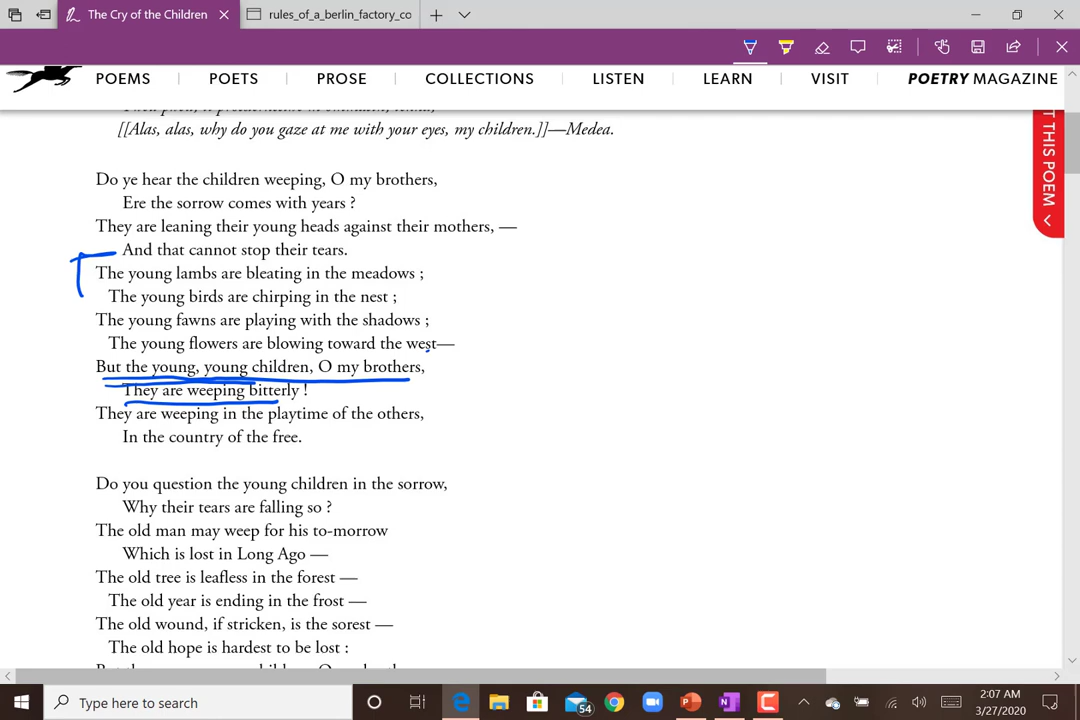 The Cry of the Children
rules_of_a_berlin_factory_co
POEMS POETS PROSE COLLECTIONS LISTEN LEARN VISIT POETRY MAGAZINE
[[Alas, alas, why do you gaze at me with your eyes, my children.]]—Medea.
T THIS POEM
Do ye hear the children weeping, O my brothers,
Ere the sorrow comes with years ?
They are leaning their young heads against their mothers, —
And that cannot stop their tears.
The young lambs are bleating in the meadows ;
The young birds are chirping in the nest ;
The young fawns are playing with the shadows ;
The young flowers are blowing toward the west—
But the young, young children, O my brothers,
They are weeping bitterly !
They are weeping in the playtime of the others,
In the country of the free.
Do you question the young children in the sorrow,
Why their tears are falling so ?
The old man may weep for his to-morrow
Which is lost in Long Ago —
The old tree is leafless in the forest —
The old year is ending in the frost —
The old wound, if stricken, is the sorest —
The old hope is hardest to be lost :
Type here to search
54
2:07 AM
3/27/2020